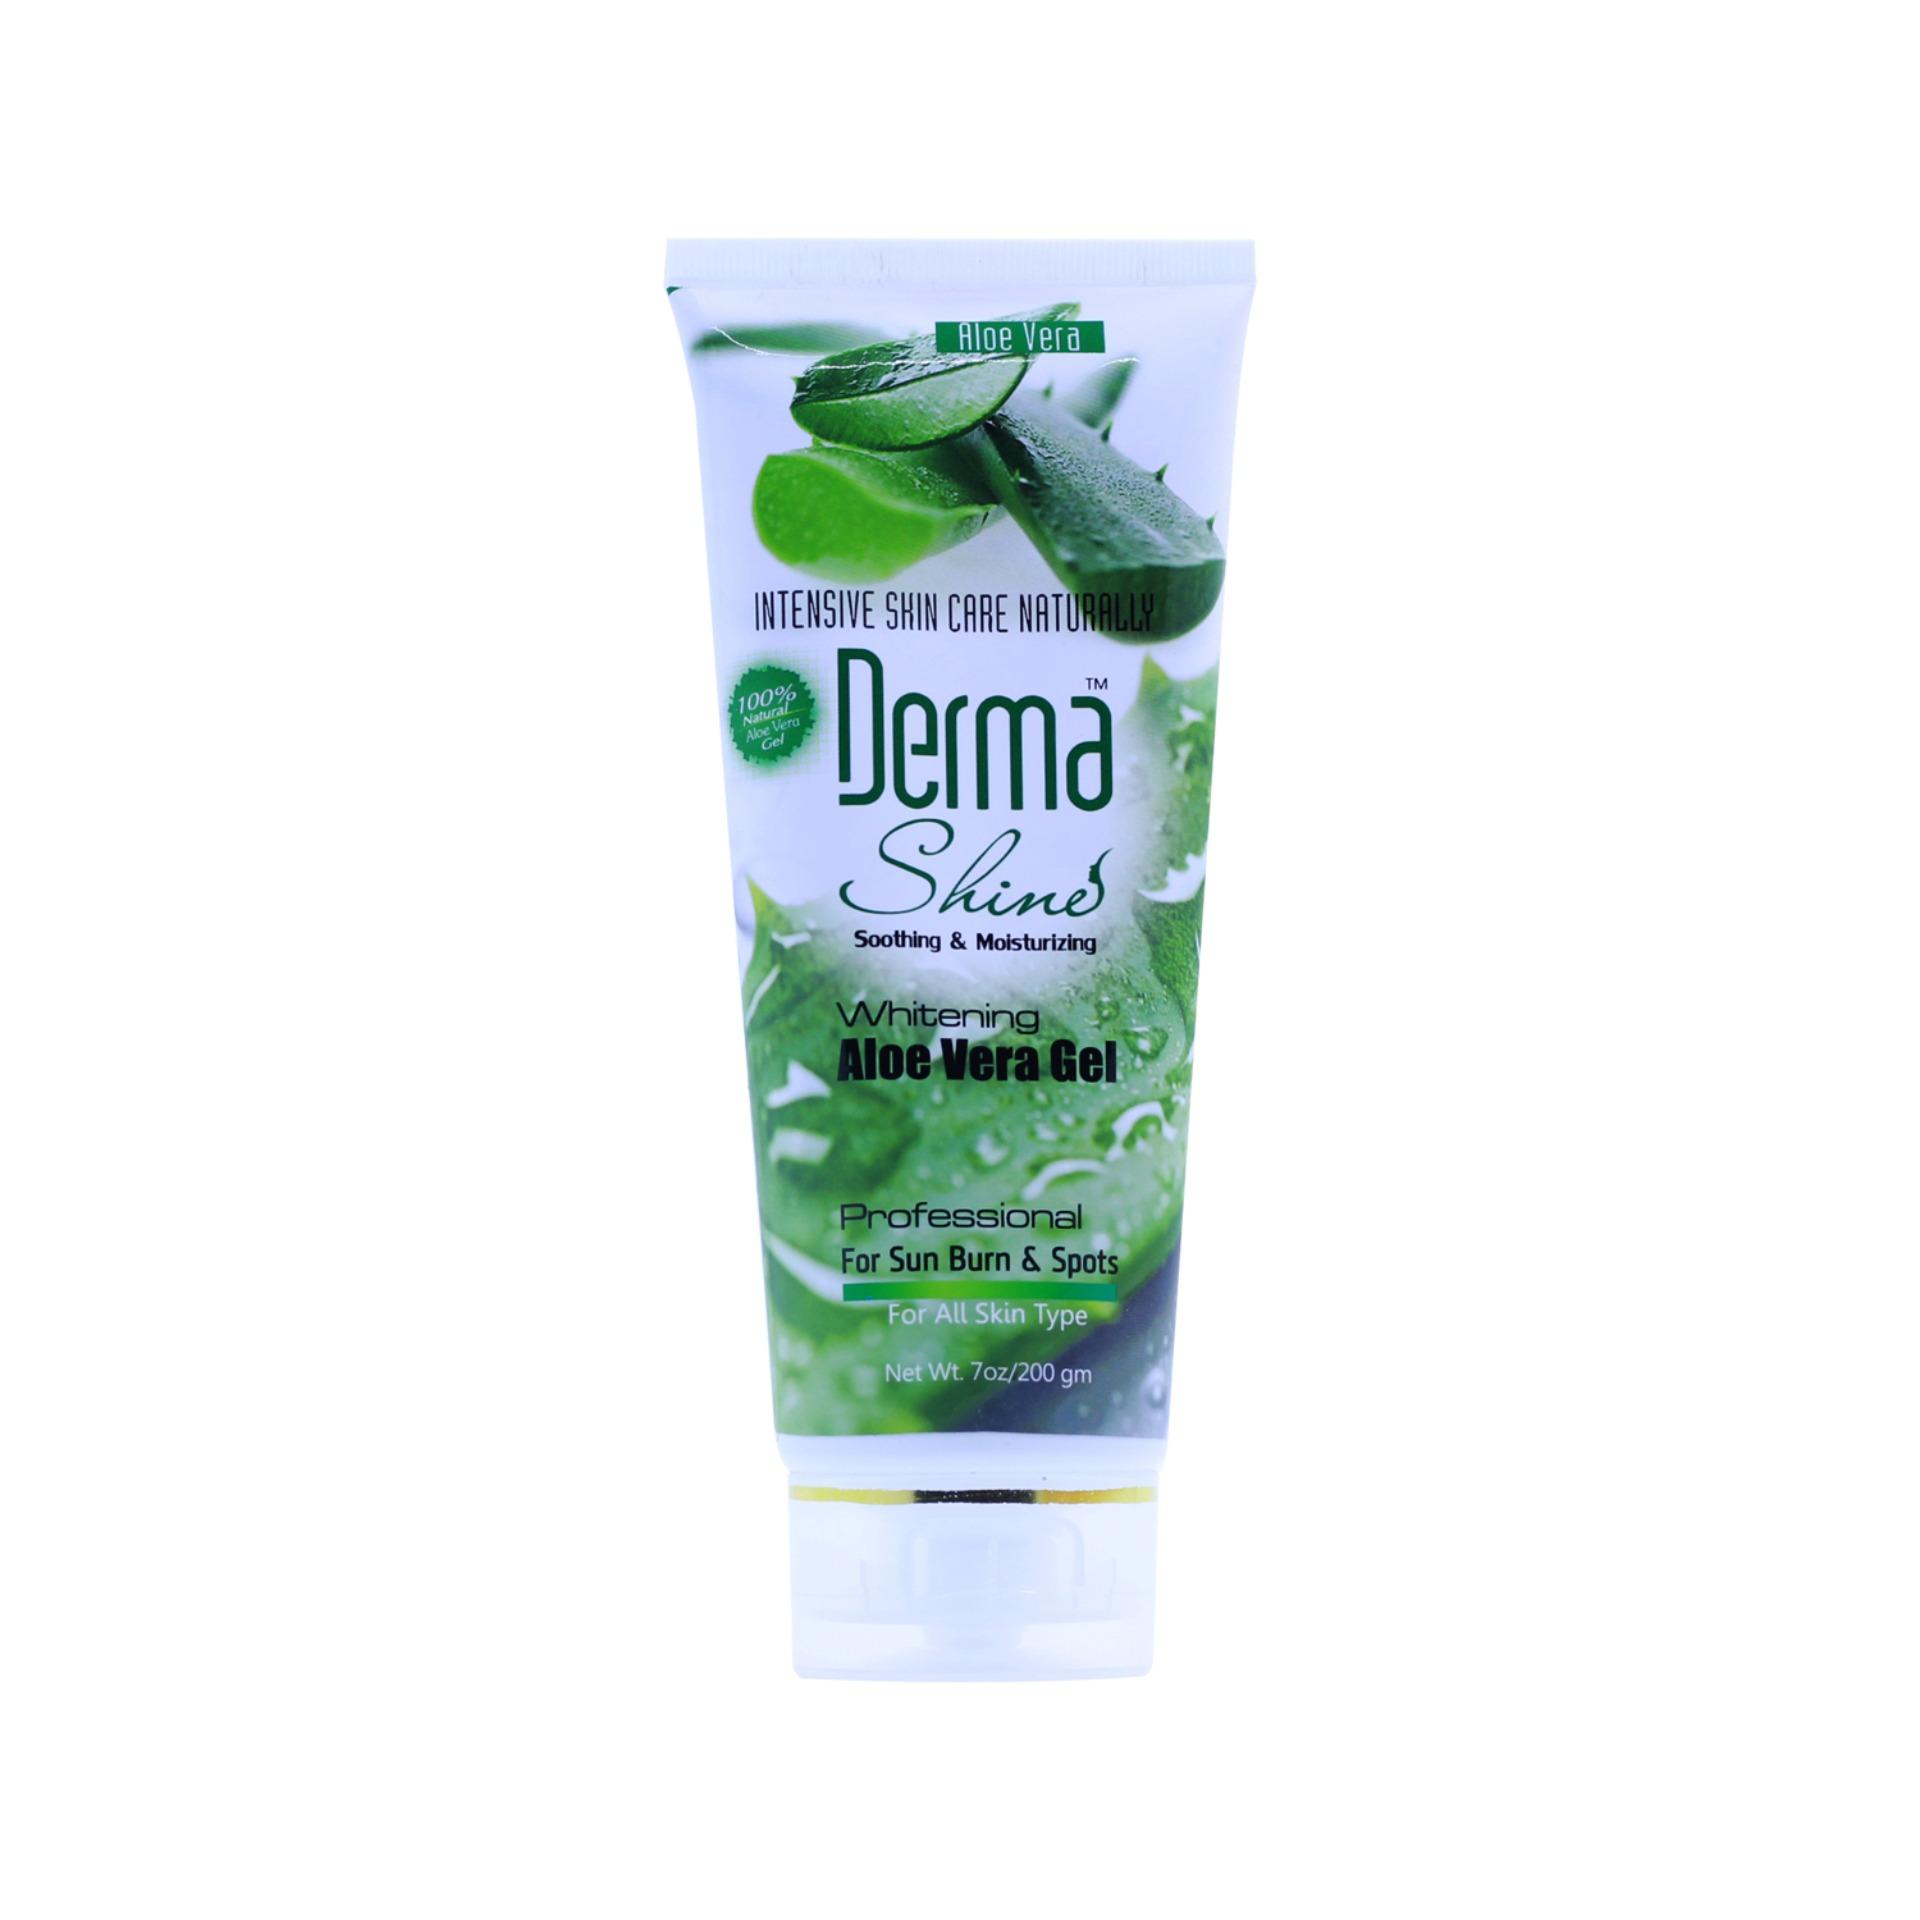 Aloe Vera
INTENSIVE SKIN CARE NATURALLY
100%
Natural
Aloe Vera
Gel
Derma™
Shine
Soothing & Moisturizing
Whitening
Aloe Vera Gel
Professional
For Sun Burn & Spots
For All Skin Type
Net Wt. 7oz/200 gm